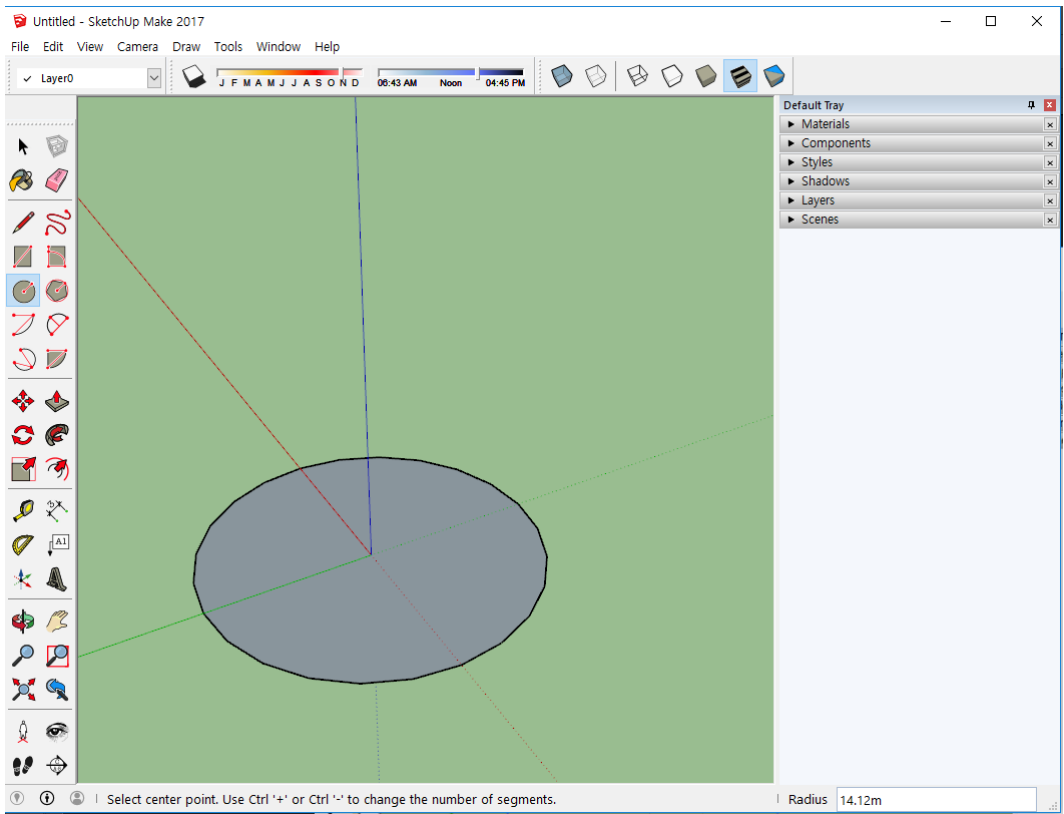 Untitled - SketchUp Make 2017
File Edit View Camera Draw Tools Window Help
Layer0
J F M A M J J A S O N D
06:43 AM Noon 04:45 PM
Default Tray
Materials
Components
Styles
Shadows
Layers
Scenes
A1
Select center point. Use Ctrl '+' or Ctrl '-' to change the number of segments.
Radius 14.12m